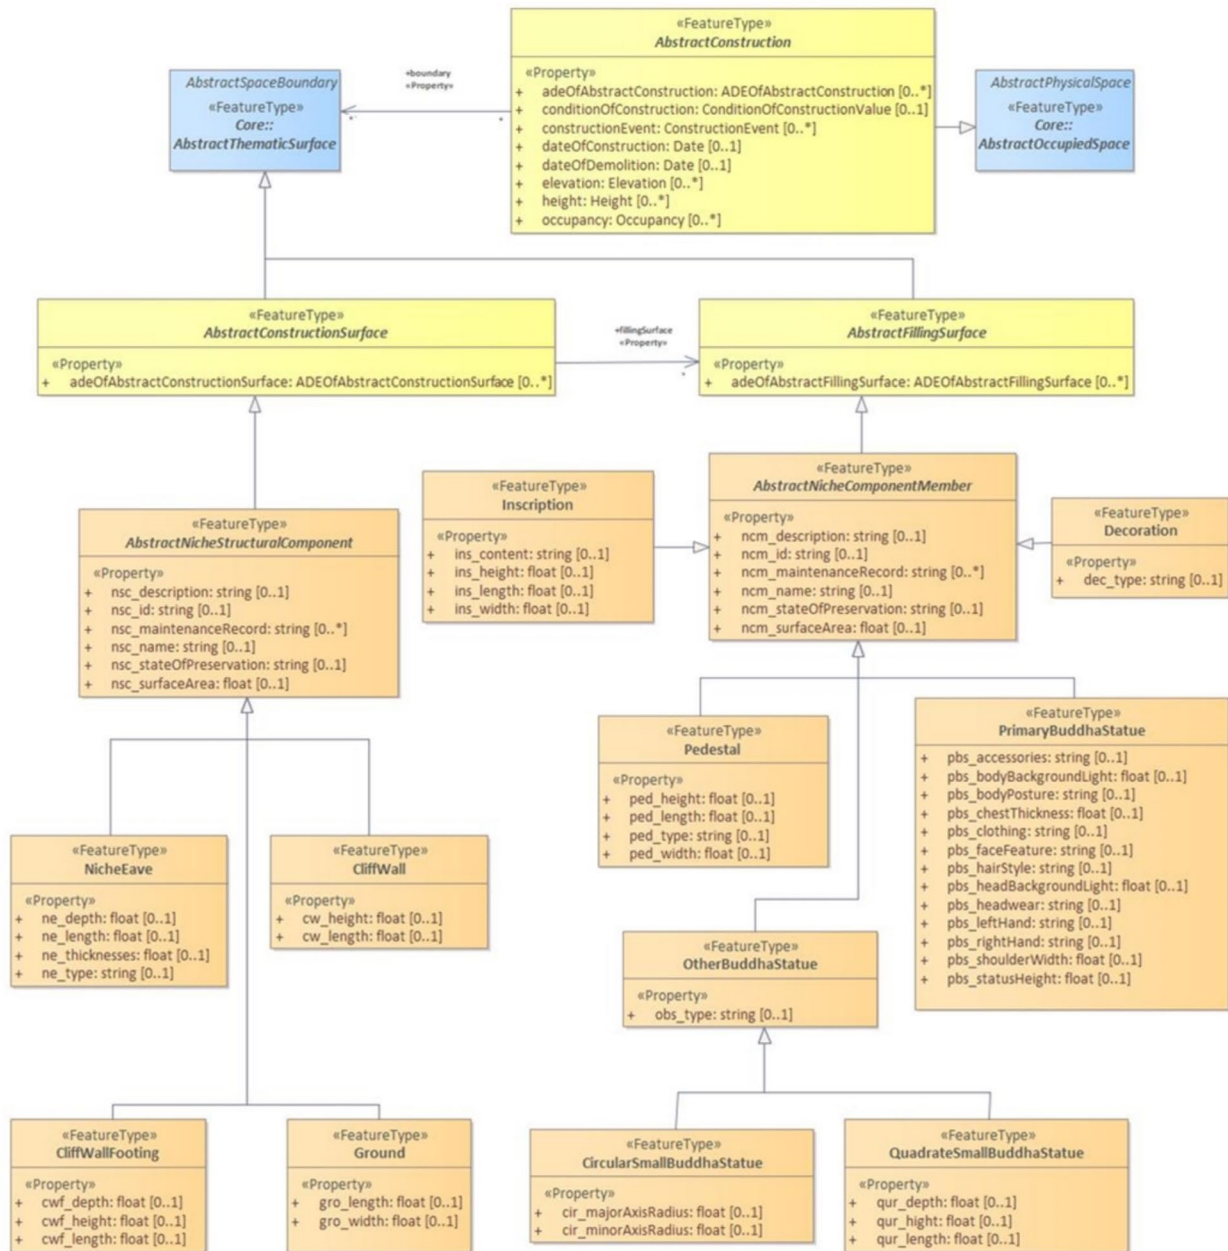 «FeatureType»
AbstractConstruction
«Property»
+ adeOfAbstractConstruction: ADEOfAbstractConstruction [0..*]
+ conditionOfConstruction: ConditionOfConstructionValue [0..1]
+ constructionEvent: ConstructionEvent [0..*]
+ dateOfConstruction: Date [0..1]
+ dateOfDemolition: Date [0..1]
+ elevation: Elevation [0..*]
+ height: Height [0..*]
+ occupancy: Occupancy [0..*]
+boundary
«Property»
*
*
AbstractSpaceBoundary
«FeatureType»
Core::
AbstractThematicSurface
AbstractPhysicalSpace
«FeatureType»
Core::
AbstractOccupiedSpace
«FeatureType»
AbstractConstructionSurface
«Property»
+ adeOfAbstractConstructionSurface: ADEOfAbstractConstructionSurface [0..*]
+fillingSurface
«Property»
*
«FeatureType»
AbstractFillingSurface
«Property»
+ adeOfAbstractFillingSurface: ADEOfAbstractFillingSurface [0..*]
«FeatureType»
AbstractNicheStructuralComponent
«Property»
+ nsc_description: string [0..1]
+ nsc_id: string [0..1]
+ nsc_maintenanceRecord: string [0..*]
+ nsc_name: string [0..1]
+ nsc_stateOfPreservation: string [0..1]
+ nsc_surfaceArea: float [0..1]
«FeatureType»
Inscription
«Property»
+ ins_content: string [0..1]
+ ins_height: float [0..1]
+ ins_length: float [0..1]
+ ins_width: float [0..1]
«FeatureType»
AbstractNicheComponentMember
«Property»
+ ncm_description: string [0..1]
+ ncm_id: string [0..1]
+ ncm_maintenanceRecord: string [0..*]
+ ncm_name: string [0..1]
+ ncm_stateOfPreservation: string [0..1]
+ ncm_surfaceArea: float [0..1]
«FeatureType»
Decoration
«Property»
+ dec_type: string [0..1]
«FeatureType»
Pedestal
«Property»
+ ped_height: float [0..1]
+ ped_length: float [0..1]
+ ped_type: string [0..1]
+ ped_width: float [0..1]
«FeatureType»
PrimaryBuddhaStatue
+ pbs_accessories: string [0..1]
+ pbs_bodyBackgroundLight: float [0..1]
+ pbs_bodyPosture: string [0..1]
+ pbs_chestThickness: float [0..1]
+ pbs_clothing: string [0..1]
+ pbs_faceFeature: string [0..1]
+ pbs_hairStyle: string [0..1]
+ pbs_headBackgroundLight: float [0..1]
+ pbs_headwear: string [0..1]
+ pbs_leftHand: string [0..1]
+ pbs_rightHand: string [0..1]
+ pbs_shoulderWidth: float [0..1]
+ pbs_statusHeight: float [0..1]
«FeatureType»
NicheEave
«Property»
+ ne_depth: float [0..1]
+ ne_length: float [0..1]
+ ne_thicknesses: float [0..1]
+ ne_type: string [0..1]
«FeatureType»
CliffWall
«Property»
+ cw_height: float [0..1]
+ cw_length: float [0..1]
«FeatureType»
OtherBuddhaStatue
«Property»
+ obs_type: string [0..1]
«FeatureType»
CliffWallFooting
«Property»
+ cwf_depth: float [0..1]
+ cwf_height: float [0..1]
+ cwf_length: float [0..1]
«FeatureType»
Ground
«Property»
+ gro_length: float [0..1]
+ gro_width: float [0..1]
«FeatureType»
CircularSmallBuddhaStatue
«Property»
+ cir_majorAxisRadius: float [0..1]
+ cir_minorAxisRadius: float [0..1]
«FeatureType»
QuadrateSmallBuddhaStatue
«Property»
+ qur_depth: float [0..1]
+ qur_hight: float [0..1]
+ qur_length: float [0..1]